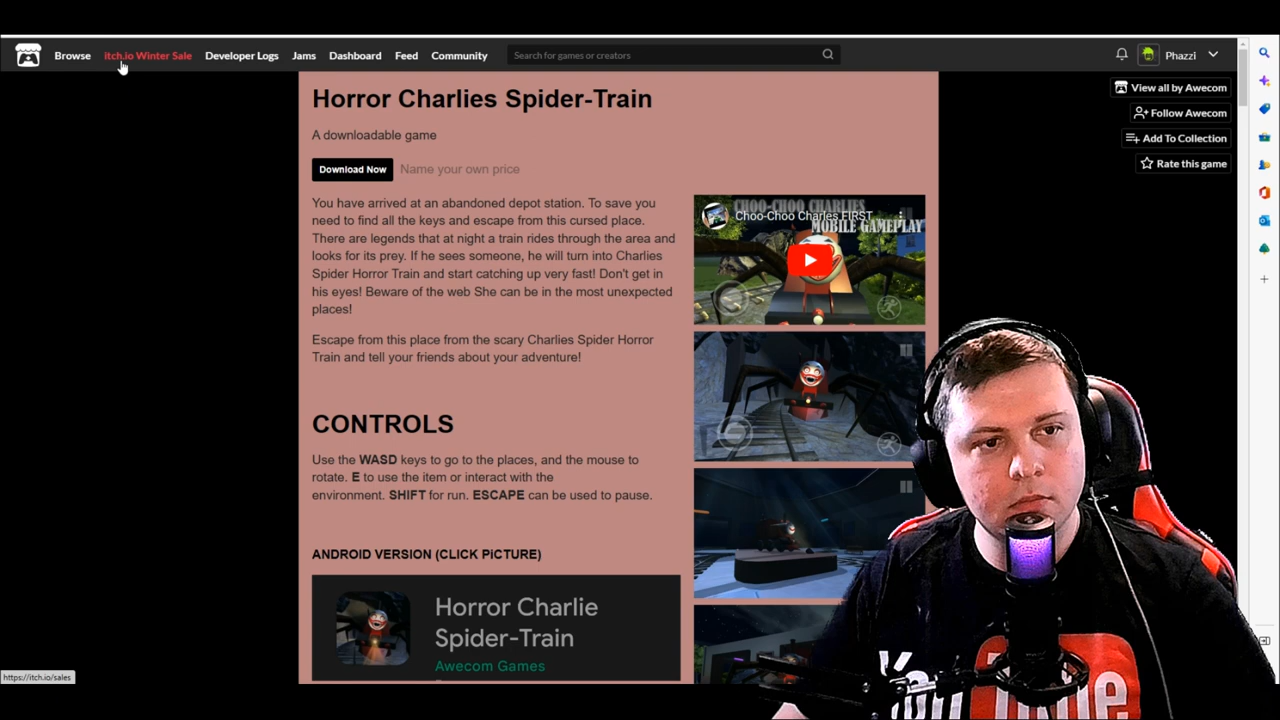 Browse
itch.io Winter Sale
Developer Logs
Jams
Dashboard
Feed
Community
Search for games or creators
Phazzi
View all by Awecom
Follow Awecom
Add To Collection
Rate this game
Horror Charlies Spider-Train
A downloadable game
Download Now
Name your own price
You have arrived at an abandoned depot station. To save you
need to find all the keys and escape from this cursed place.
There are legends that at night a train rides through the area and
looks for its prey. If he sees someone, he will turn into Charlies
Spider Horror Train and start catching up very fast! Don't get in
his eyes! Beware of the web She can be in the most unexpected
places!
Escape from this place from the scary Charlies Spider Horror
Train and tell your friends about your adventure!
CHOO-CHOO CHARLIES
Choo-Choo Charles FIRST
MOBILE GAMEPLAY
CONTROLS
Use the WASD keys to go to the places, and the mouse to
rotate. E to use the item or interact with the
environment. SHIFT for run. ESCAPE can be used to pause.
ANDROID VERSION (CLICK PiCTURE)
Horror Charlie
Spider-Train
Awecom Games
https://itch.io/sales